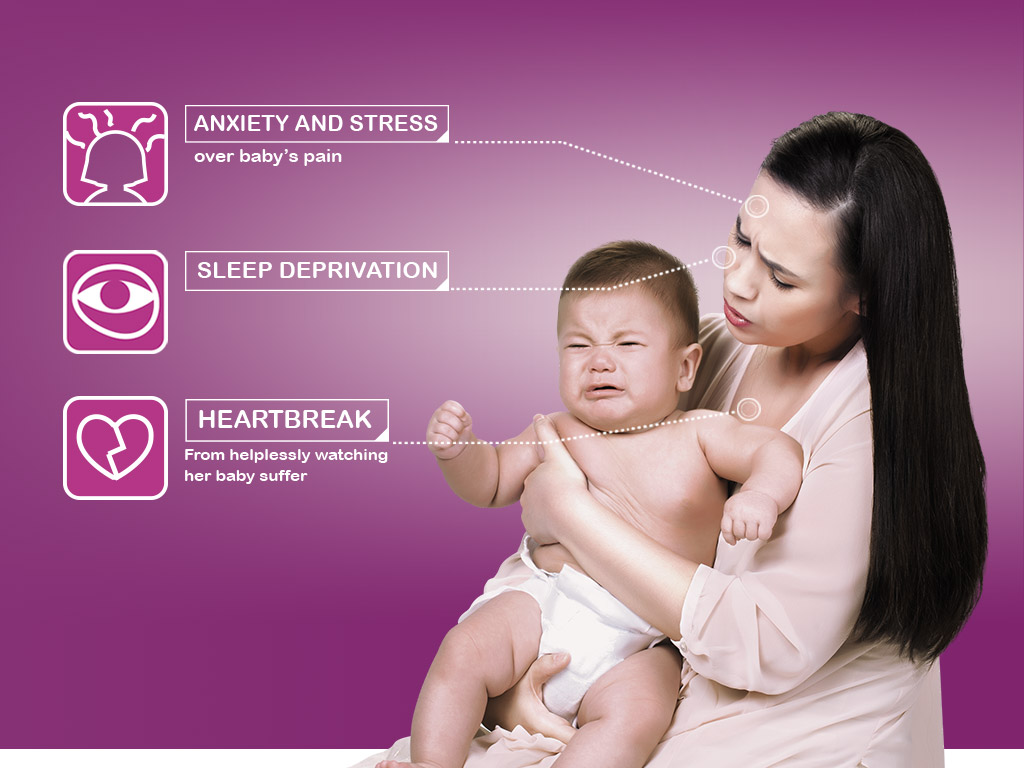 ANXIETY AND STRESS
over baby's pain
SLEEP DEPRIVATION
HEARTBREAK
From helplessly watching
her baby suffer